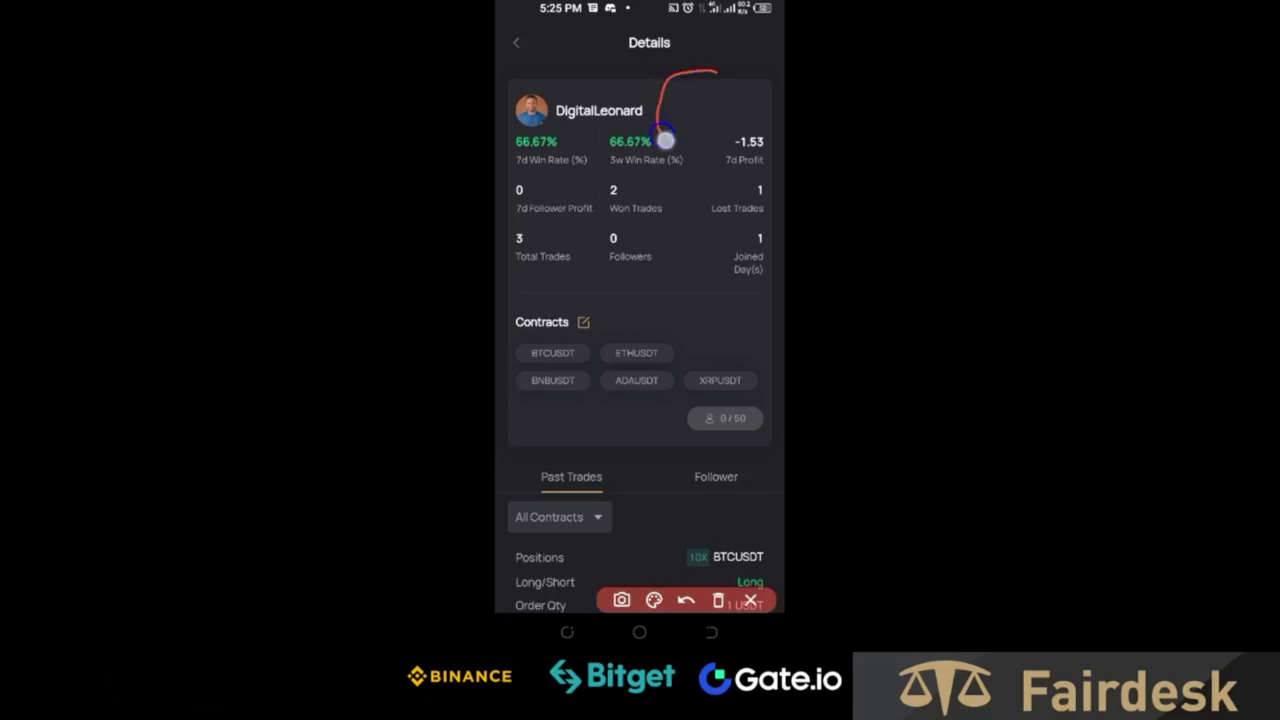 5:25 PM
Details
DigitalLeonard
66.67% 66.67% -1.53
7d Win Rate (%) 3w Win Rate (%) 7d Profit
0 2 1
7d Follower Profit Won Trades Lost Trades
3 0 1
Total Trades Followers Joined
Day(s)
Contracts
BTCUSDT ETHUSDT
BNBUSDT ADAUSDT XRPUSDT
0 / 50
Past Trades Follower
All Contracts
Positions 10X BTCUSDT
Long/Short Long
Order Qty 1 USDT
BINANCE Bitget Gate.io Fairdesk